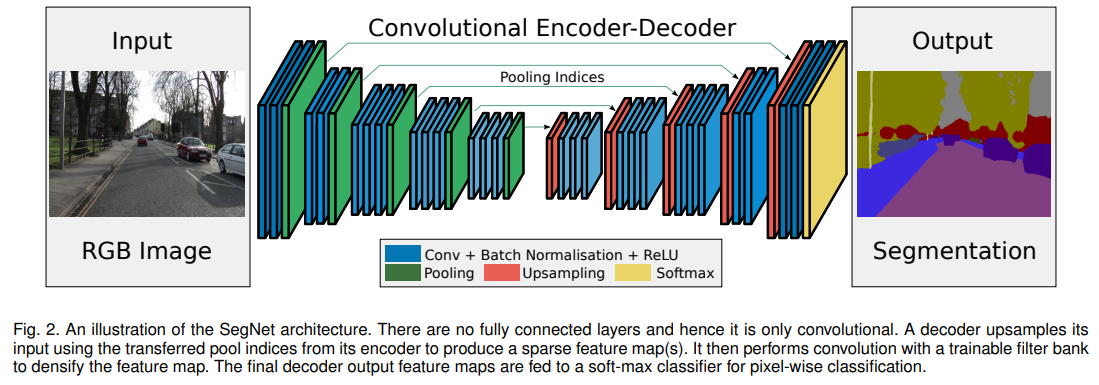 Convolutional Encoder-Decoder
Input
Output
Pooling Indices
RGB Image
Segmentation
Conv + Batch Normalisation + ReLU
Pooling
Upsampling
Softmax
Fig. 2. An illustration of the SegNet architecture. There are no fully connected layers and hence it is only convolutional. A decoder upsamples its
input using the transferred pool indices from its encoder to produce a sparse feature map(s). It then performs convolution with a trainable filter bank
to densify the feature map. The final decoder output feature maps are fed to a soft-max classifier for pixel-wise classification.